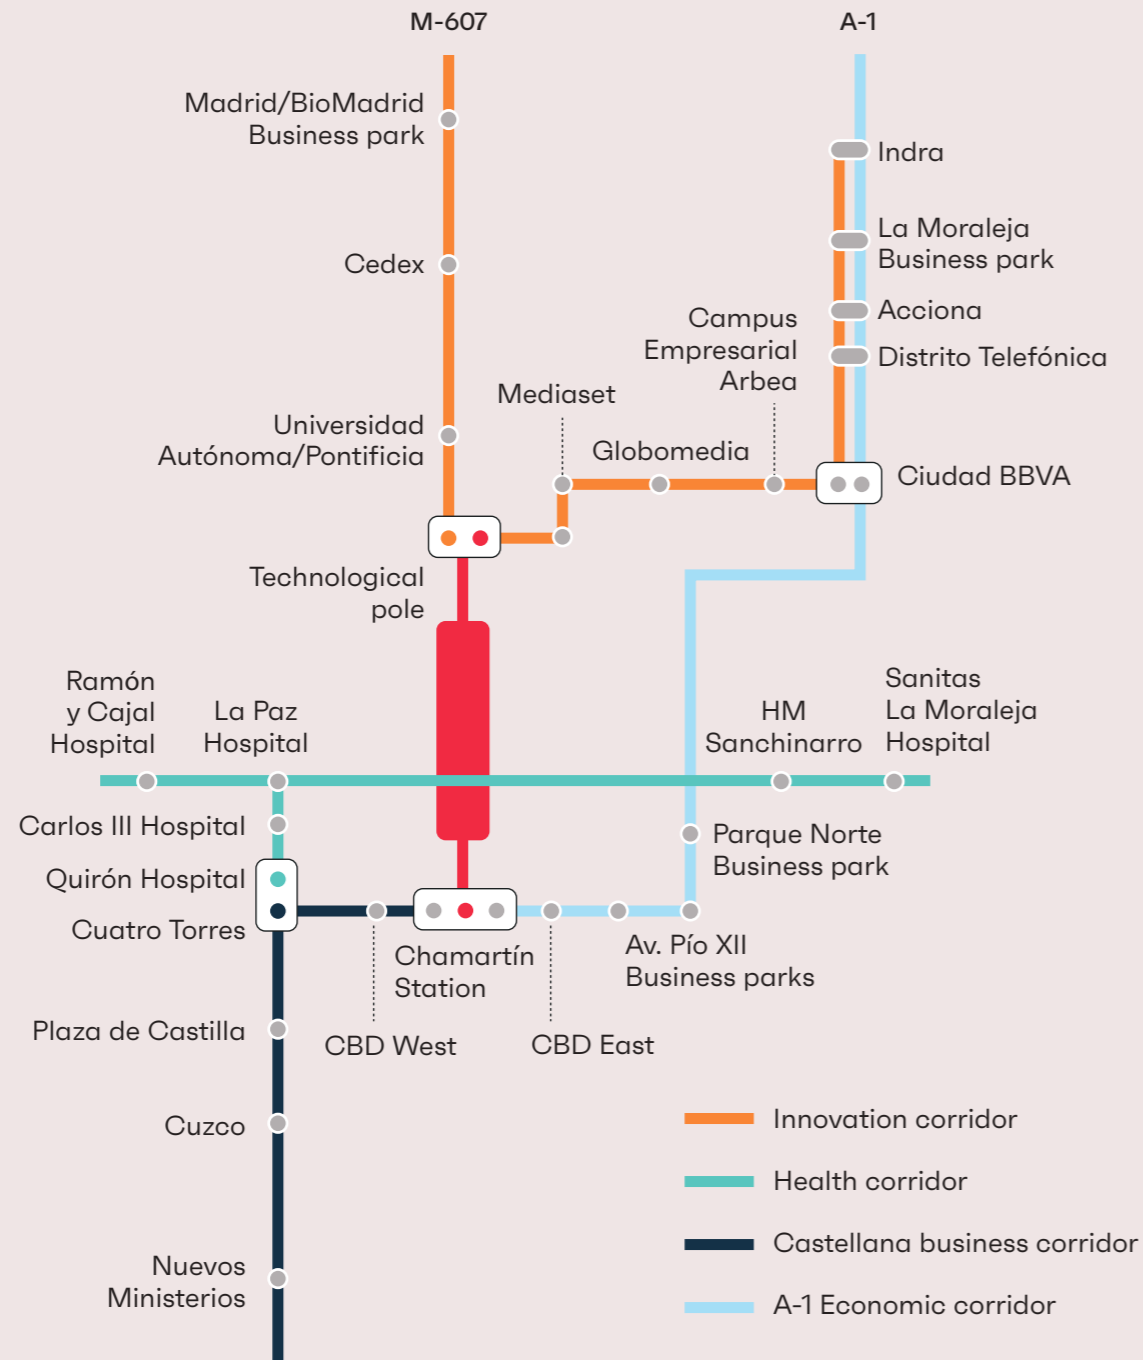 M-607
A-1
Madrid/BioMadrid
Business park
Indra
La Moraleja
Business park
Cedex
Acciona
Campus
Empresarial
Arbea
Distrito Telefónica
Mediaset
Universidad
Autónoma/Pontificia
Globomedia
Ciudad BBVA
Technological
pole
Ramón
y Cajal
Hospital
La Paz
Hospital
HM
Sanchinarro
Sanitas
La Moraleja
Hospital
Carlos III Hospital
Parque Norte
Business park
Quirón Hospital
Cuatro Torres
Chamartín
Station
Av. Pío XII
Business parks
Plaza de Castilla
CBD West
CBD East
Cuzco
Nuevos
Ministerios
Innovation corridor
Health corridor
Castellana business corridor
A-1 Economic corridor